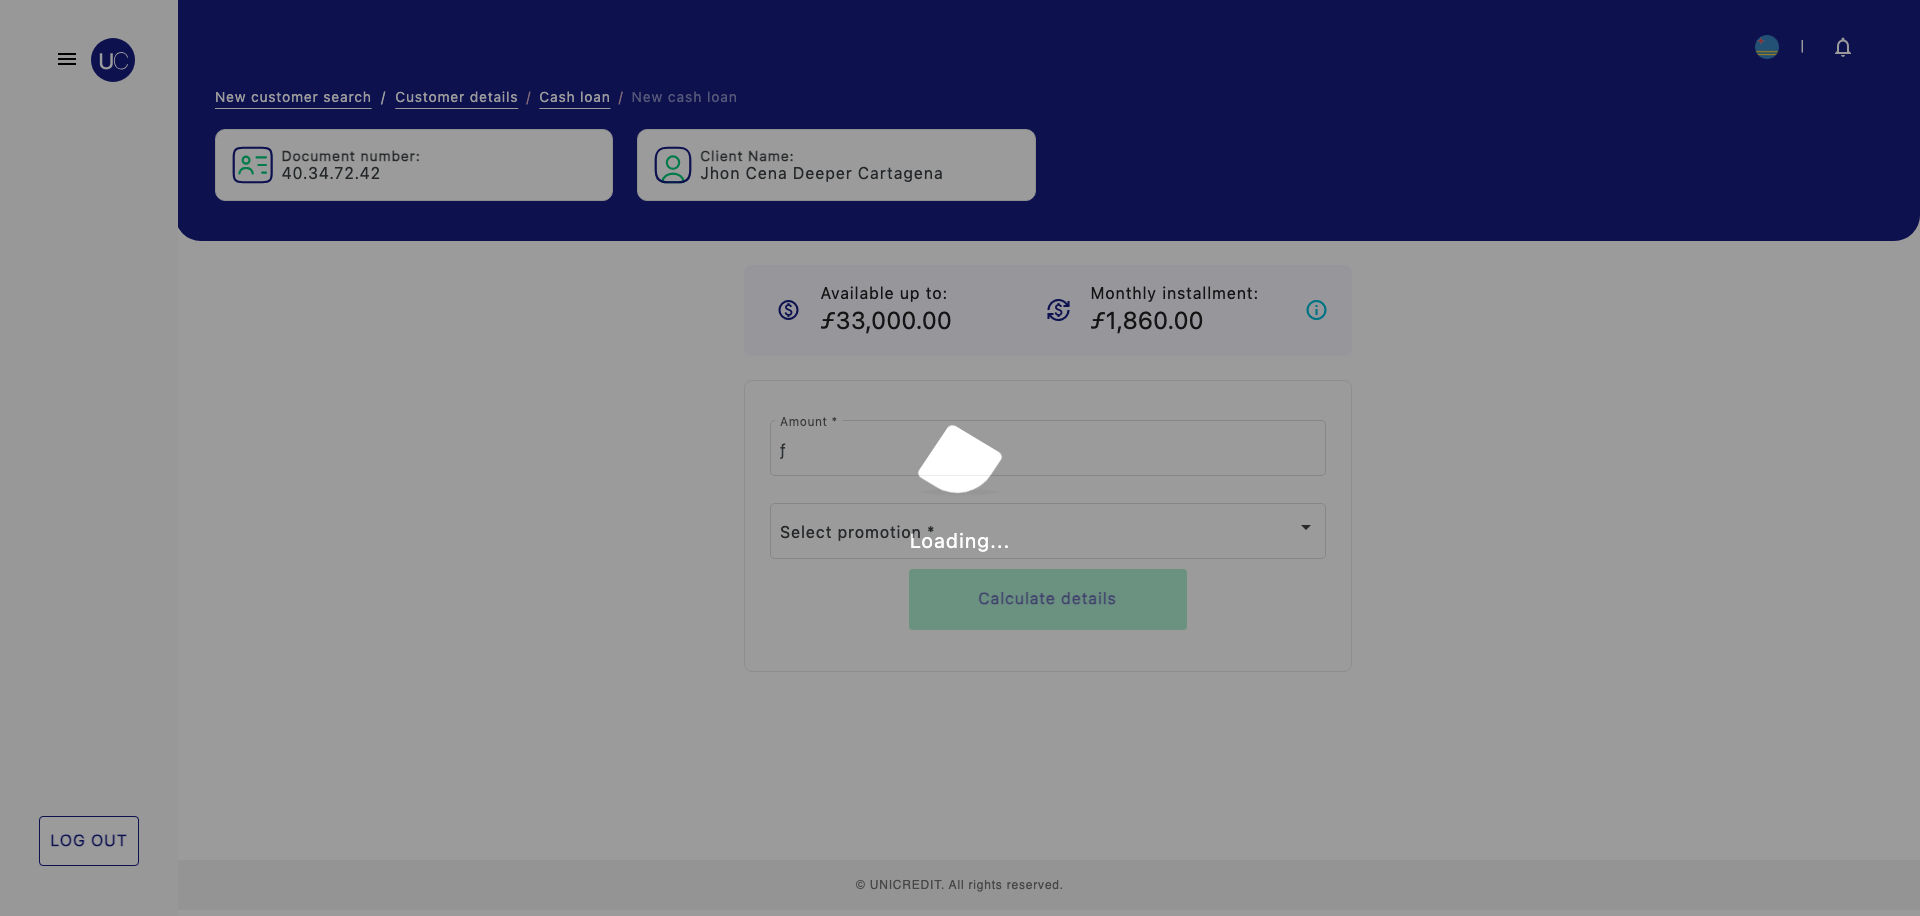 UC
New customer search / Customer details / Cash loan / New cash loan
Document number:
40.34.72.42
Client Name:
Jhon Cena Deeper Cartagena
Available up to:
ƒ33,000.00
Monthly installment:
ƒ1,860.00
Amount *
ƒ
Select promotion *
Loading...
Calculate details
LOG OUT
© UNICREDIT. All rights reserved.